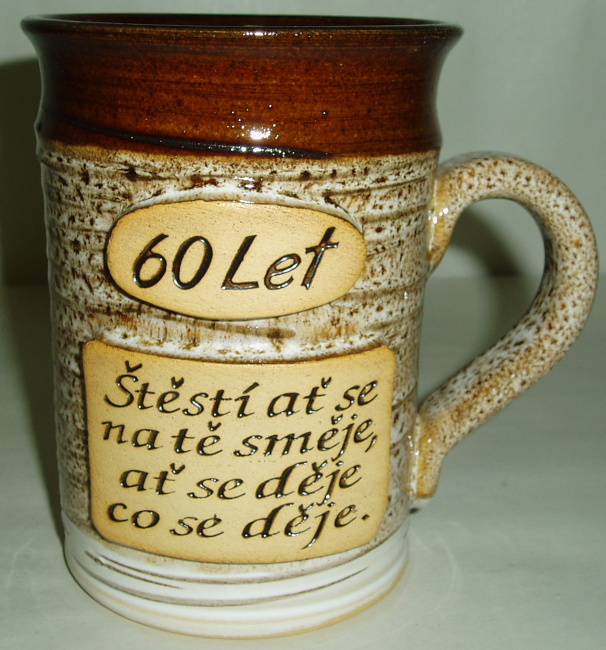 60 Let
Štěstí ať se
na tě směje,
ať se děje
co se děje.